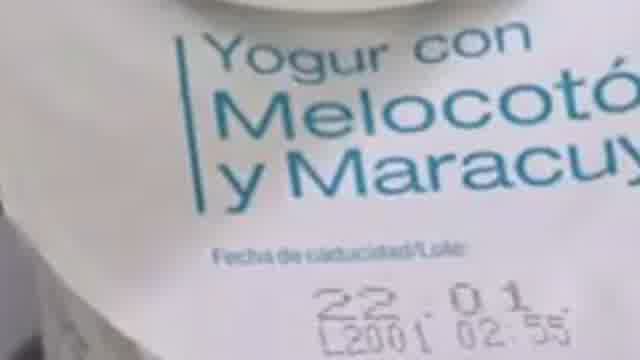 Yogur con
Melocotó
y Maracuy
Fecha de caducidad/Lote:
22.01.
L2001 02:55